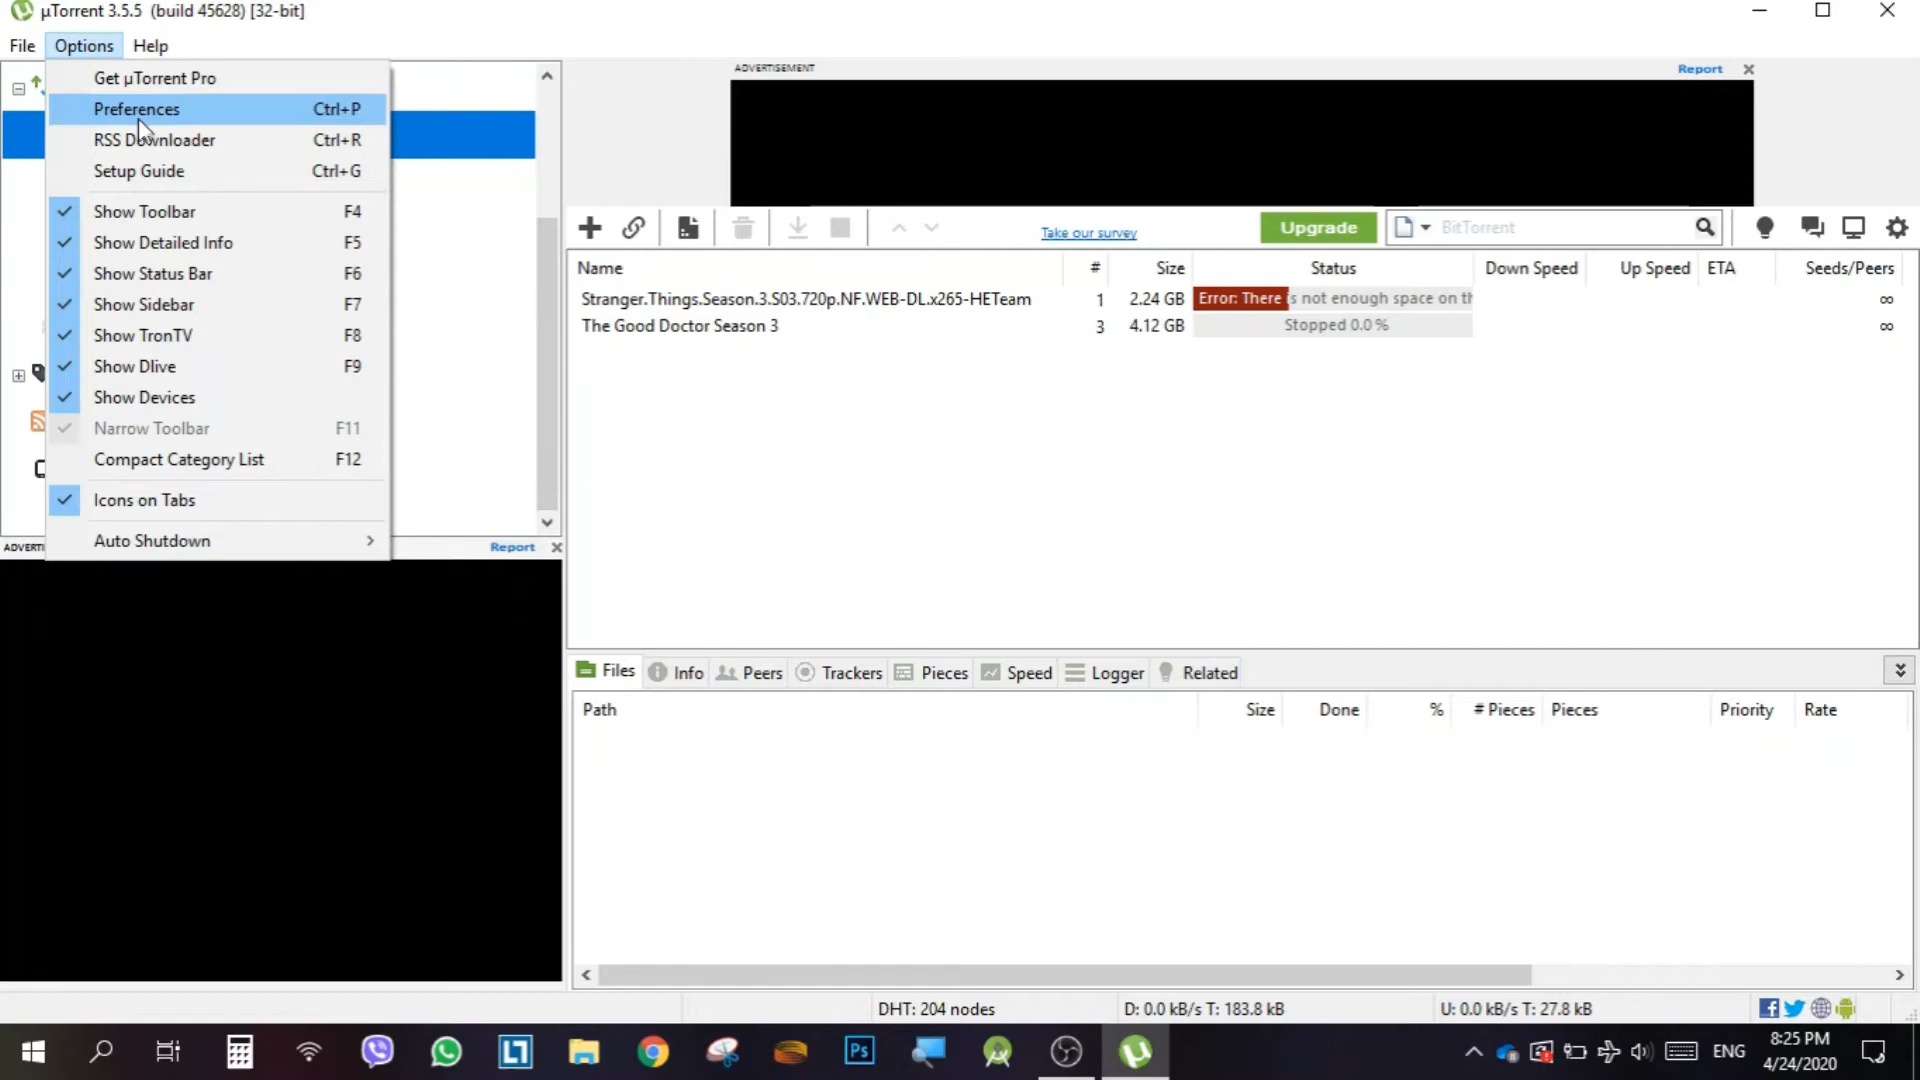 µTorrent 3.5.5 (build 45628) [32-bit]
File Options Help
Get µTorrent Pro
Preferences Ctrl+P
RSS Downloader Ctrl+R
Setup Guide Ctrl+G
Show Toolbar F4
Show Detailed Info F5
Show Status Bar F6
Show Sidebar F7
Show TronTV F8
Show Dlive F9
Show Devices
Narrow Toolbar F11
Compact Category List F12
Icons on Tabs
Auto Shutdown
ADVERTI Report
ADVERTISEMENT Report
Take our survey Upgrade BitTorrent
Name # Size Status Down Speed Up Speed ETA Seeds/Peers
Stranger.Things.Season.3.S03.720p.NF.WEB-DL.x265-HETeam 1 2.24 GB Error: There is not enough space on th ∞
The Good Doctor Season 3 3 4.12 GB Stopped 0.0 % ∞
Files Info Peers Trackers Pieces Speed Logger Related
Path Size Done % # Pieces Pieces Priority Rate
DHT: 204 nodes D: 0.0 kB/s T: 183.8 kB U: 0.0 kB/s T: 27.8 kB
Ps ENG 8:25 PM
4/24/2020